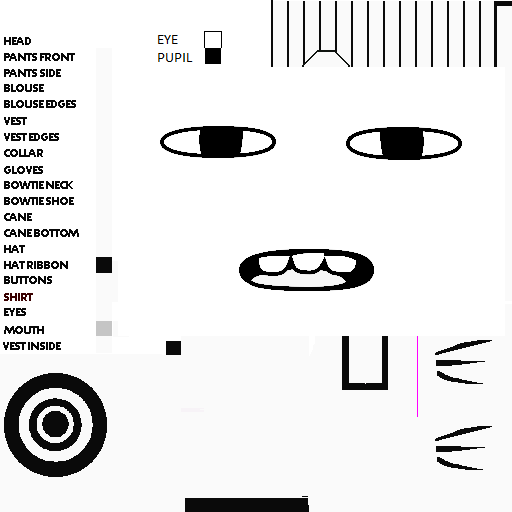 HEAD
PANTS FRONT
PANTS SIDE
BLOUSE
BLOUSE EDGES
VEST
VEST EDGES
COLLAR
GLOVES
BOWTIE NECK
BOWTIE SHOE
CANE
CANE BOTTOM
HAT
HAT RIBBON
BUTTONS
SHIRT
EYES
MOUTH
VEST INSIDE
EYE
PUPIL